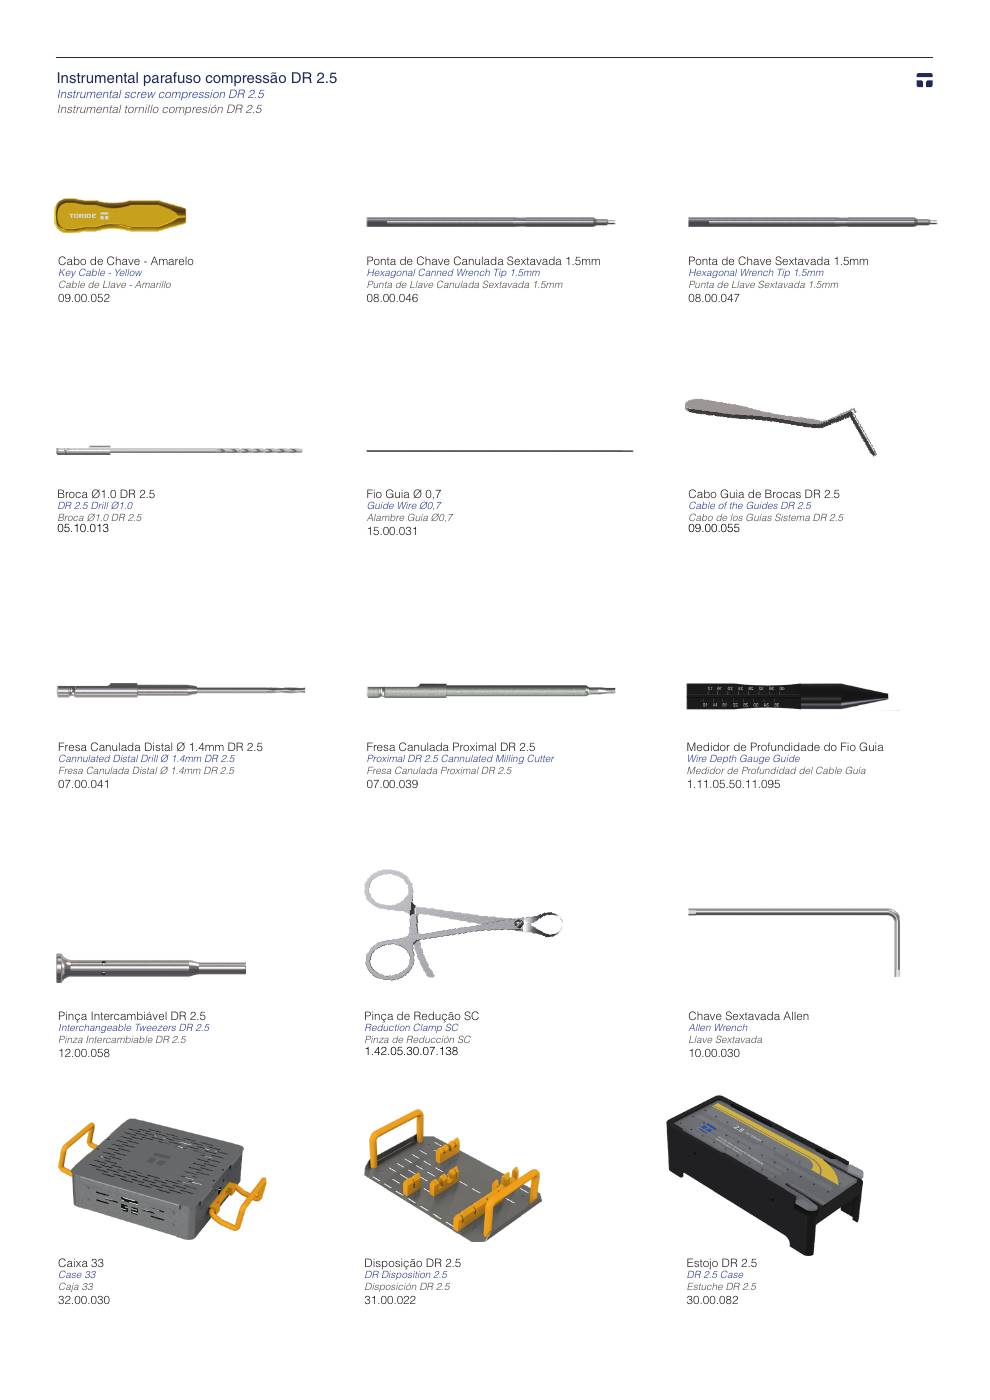 Instrumental parafuso compressão DR 2.5
Instrumental screw compression DR 2.5
Instrumental tornillo compresión DR 2.5
TORIDE
Cabo de Chave - Amarelo
Key Cable - Yellow
Cable de Llave - Amarillo
09.00.052
Ponta de Chave Canulada Sextavada 1.5mm
Hexagonal Canned Wrench Tip 1.5mm
Punta de Llave Canulada Sextavada 1.5mm
08.00.046
Ponta de Chave Sextavada 1.5mm
Hexagonal Wrench Tip 1.5mm
Punta de Llave Sextavada 1.5mm
08.00.047
Broca Ø1.0 DR 2.5
DR 2.5 Drill Ø1.0
Broca Ø1.0 DR 2.5
05.10.013
Fio Guia Ø 0,7
Guide Wire Ø0,7
Alambre Guía Ø0,7
15.00.031
Cabo Guia de Brocas DR 2.5
Cable of the Guides DR 2.5
Cabo de los Guías Sistema DR 2.5
09.00.055
Fresa Canulada Distal Ø 1.4mm DR 2.5
Cannulated Distal Drill Ø 1.4mm DR 2.5
Fresa Canulada Distal Ø 1.4mm DR 2.5
07.00.041
Fresa Canulada Proximal DR 2.5
Proximal DR 2.5 Cannulated Milling Cutter
Fresa Canulada Proximal DR 2.5
07.00.039
Medidor de Profundidade do Fio Guia
Wire Depth Gauge Guide
Medidor de Profundidad del Cable Guía
1.11.05.50.11.095
Pinça Intercambiável DR 2.5
Interchangeable Tweezers DR 2.5
Pinza Intercambiable DR 2.5
12.00.058
Pinça de Redução SC
Reduction Clamp SC
Pinza de Reducción SC
1.42.05.30.07.138
Chave Sextavada Allen
Allen Wrench
Llave Sextavada
10.00.030
2.5
Caixa 33
Case 33
Caja 33
32.00.030
Disposição DR 2.5
DR Disposition 2.5
Disposición DR 2.5
31.00.022
Estojo DR 2.5
DR 2.5 Case
Estuche DR 2.5
30.00.082